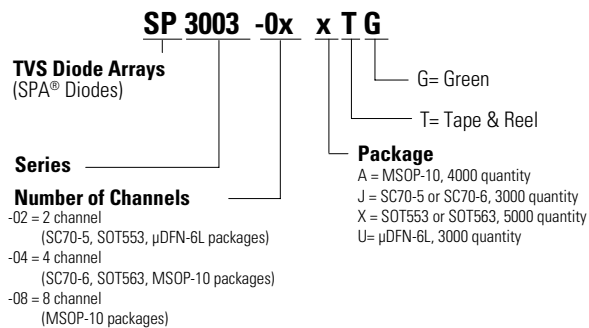 SP 3003 -0x x T G
TVS Diode Arrays
(SPA® Diodes)
G= Green
T= Tape & Reel
Series
Package
A = MSOP-10, 4000 quantity
J = SC70-5 or SC70-6, 3000 quantity
X = SOT553 or SOT563, 5000 quantity
U= µDFN-6L, 3000 quantity
Number of Channels
-02 = 2 channel
(SC70-5, SOT553, µDFN-6L packages)
-04 = 4 channel
(SC70-6, SOT563, MSOP-10 packages)
-08 = 8 channel
(MSOP-10 packages)